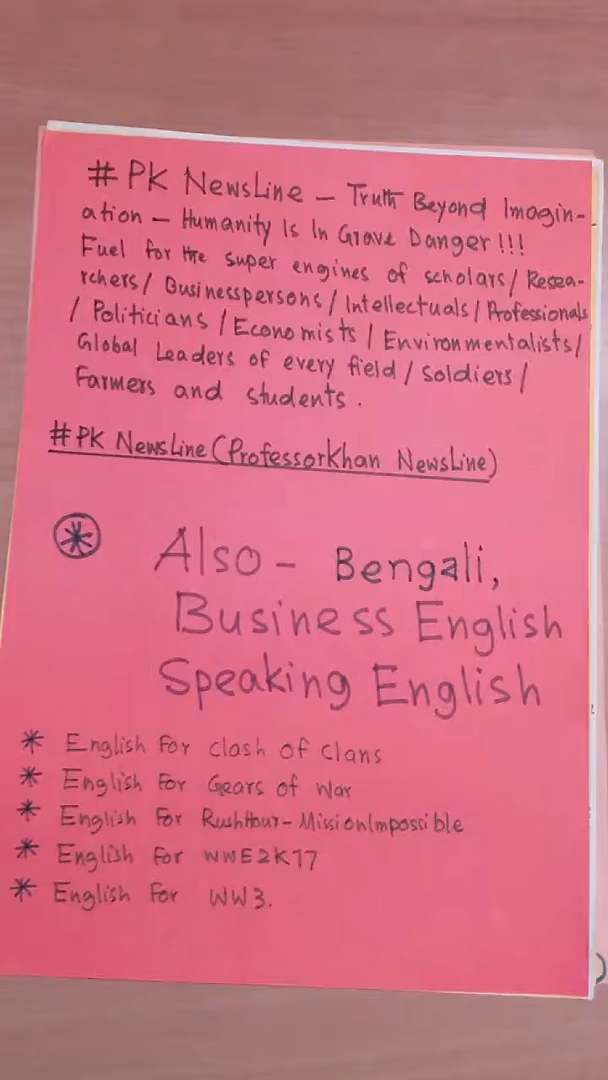 #PK NewsLine – Truth Beyond Imagin-
ation – Humanity Is In Grave Danger!!!
Fuel for the super engines of scholars/Resea-
rchers/Businesspersons/Intellectuals/Professionals
/Politicians/Economists/Environmentalists/
Global Leaders of every field/Soldiers/
Farmers and students.
#PK NewsLine(ProfessorKhan NewsLine)
* Also – Bengali,
Business English
Speaking English
* English For clash of clans
* English For Gears of War
* English For RushHour-MissionImpossible
* English For WWE2K17
* English For WW3.